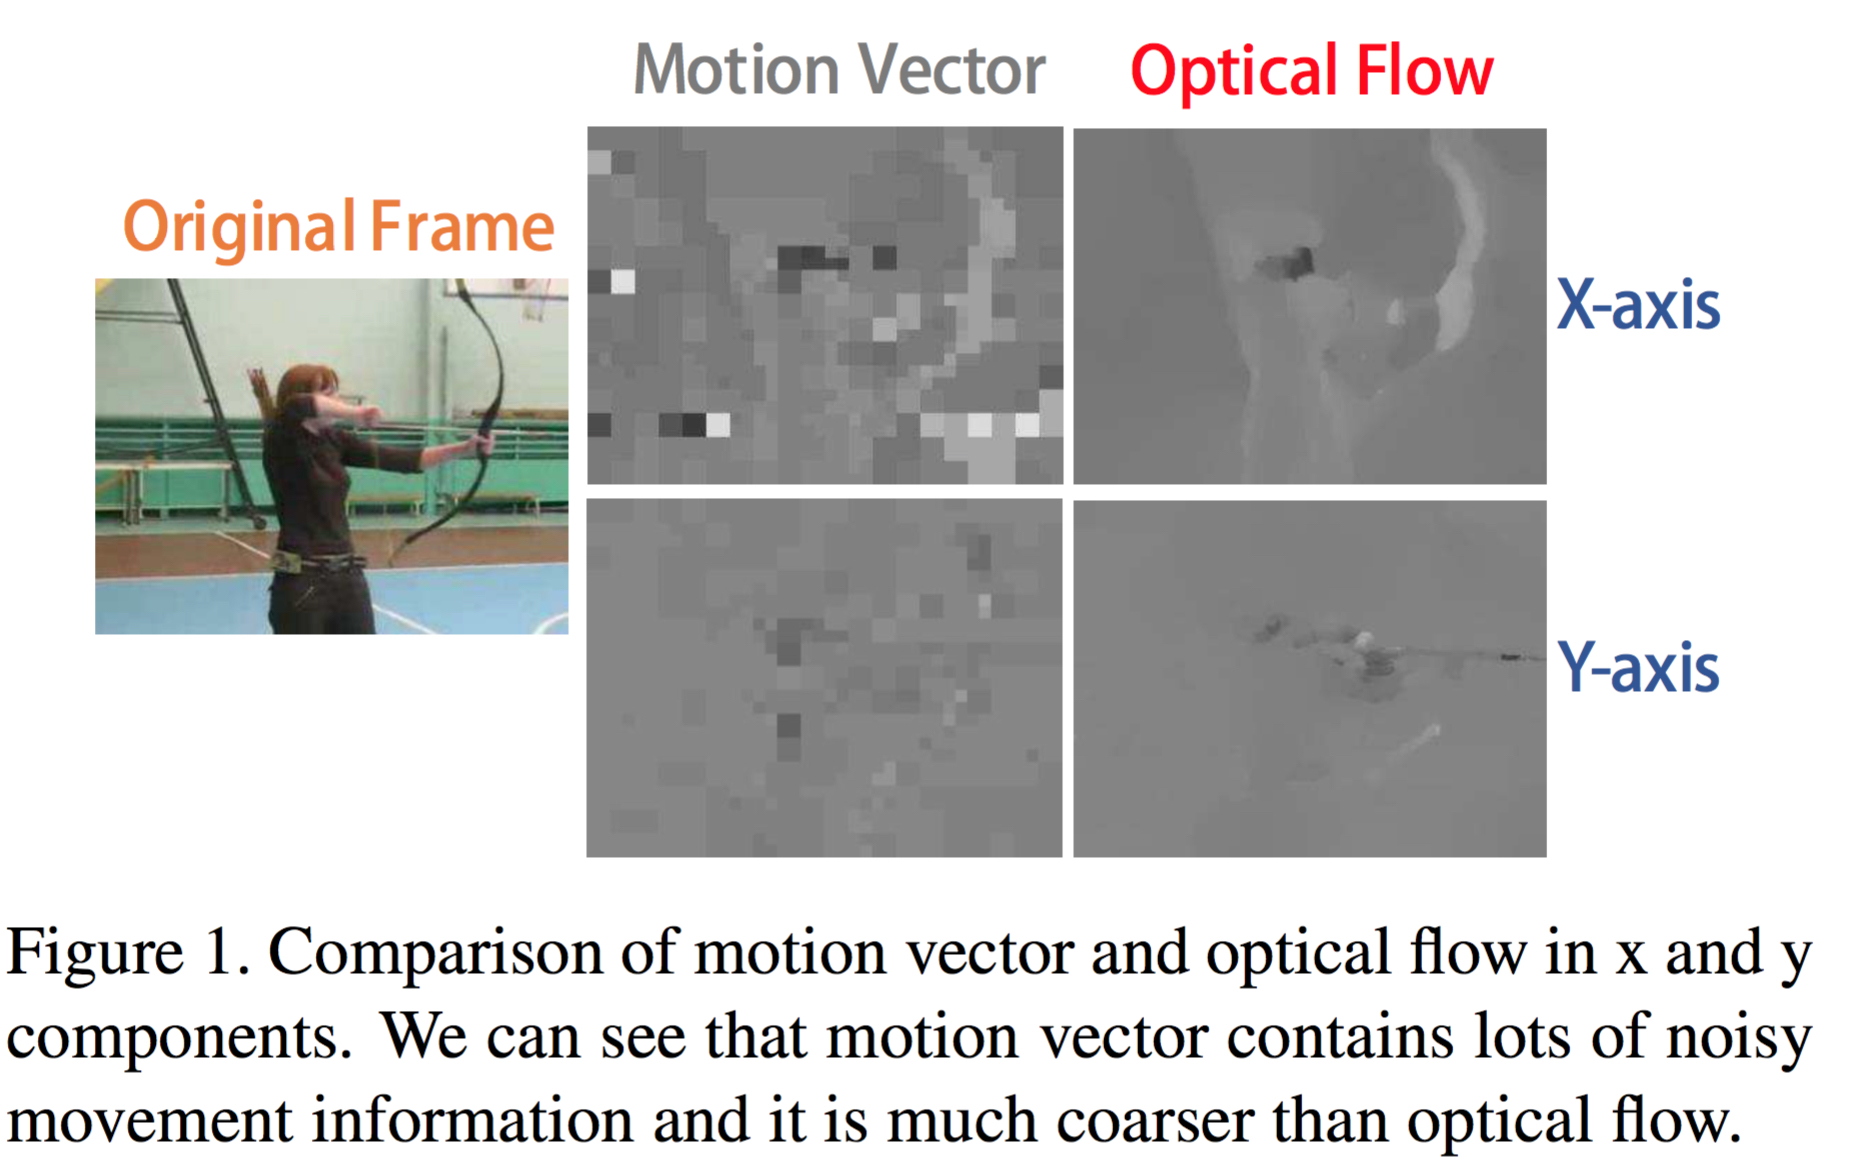 Motion Vector
Optical Flow
Original Frame
X-axis
Y-axis
Figure 1. Comparison of motion vector and optical flow in x and y
components. We can see that motion vector contains lots of noisy
movement information and it is much coarser than optical flow.